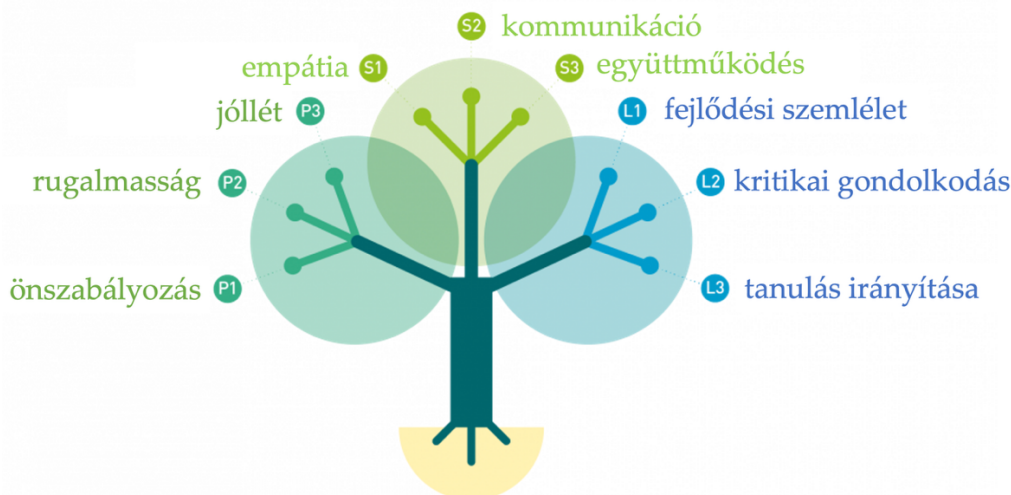 S2 kommunikáció
empátia S1
S3 együttműködés
jóllét P3
L1 fejlődési szemlélet
rugalmasság P2
L2 kritikai gondolkodás
önszabályozás P1
L3 tanulás irányítása